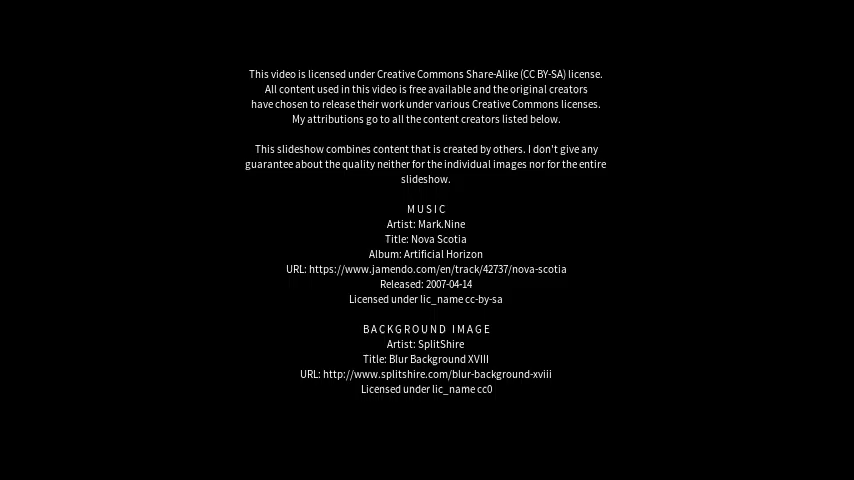 This video is licensed under Creative Commons Share-Alike (CC BY-SA) license.
All content used in this video is free available and the original creators
have chosen to release their work under various Creative Commons licenses.
My attributions go to all the content creators listed below.
This slideshow combines content that is created by others. I don't give any
guarantee about the quality neither for the individual images nor for the entire
slideshow.
MUSIC
Artist: Mark.Nine
Title: Nova Scotia
Album: Artificial Horizon
URL: https://www.jamendo.com/en/track/42737/nova-scotia
Released: 2007-04-14
Licensed under lic_name cc-by-sa
BACKGROUND IMAGE
Artist: SplitShire
Title: Blur Background XVIII
URL: http://www.splitshire.com/blur-background-xviii
Licensed under lic_name cc0